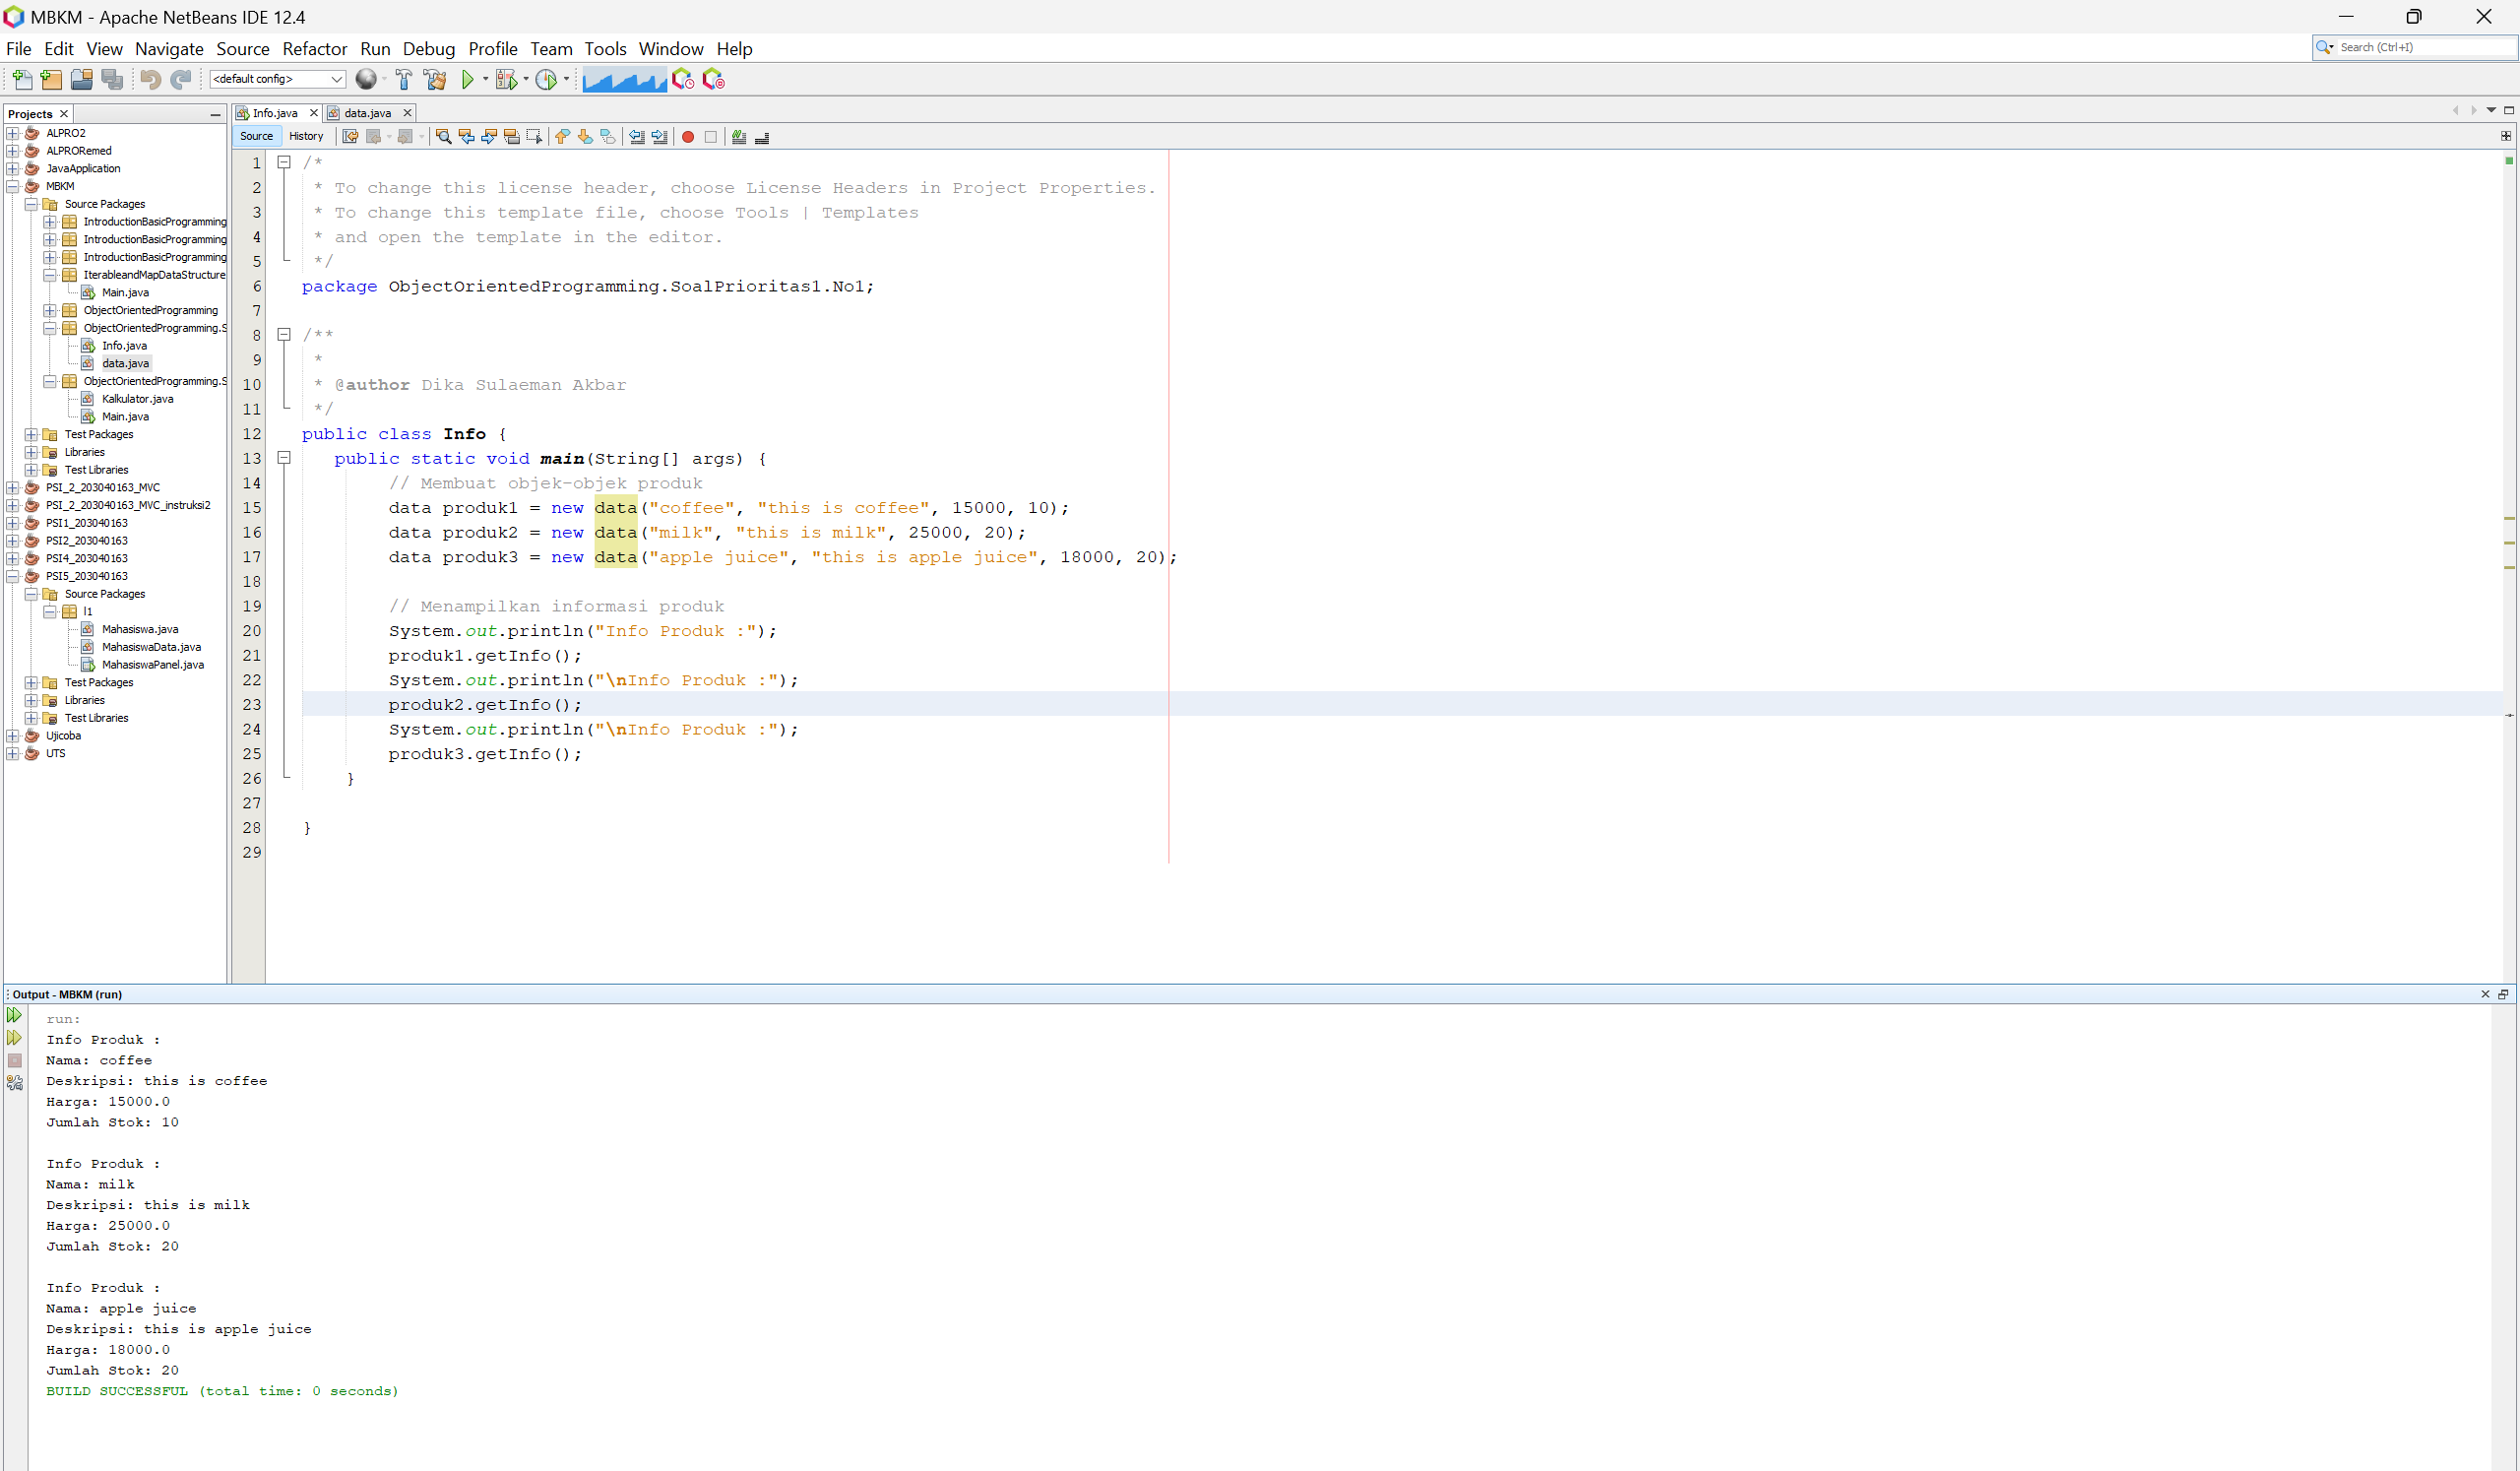 MBKM - Apache NetBeans IDE 12.4
File Edit View Navigate Source Refactor Run Debug Profile Team Tools Window Help
Search (Ctrl+I)
<default config>
Projects
ALPRO2
ALPRORemed
JavaApplication
MBKM
Source Packages
IntroductionBasicProgramming
IntroductionBasicProgramming
IntroductionBasicProgramming
IterableandMapDataStructure
Main.java
ObjectOrientedProgramming
ObjectOrientedProgramming.S
Info.java
data.java
ObjectOrientedProgramming.S
Kalkulator.java
Main.java
Test Packages
Libraries
Test Libraries
PSI_2_203040163_MVC
PSI_2_203040163_MVC_instruksi2
PSI1_203040163
PSI2_203040163
PSI4_203040163
PSI5_203040163
Source Packages
l1
Mahasiswa.java
MahasiswaData.java
MahasiswaPanel.java
Test Packages
Libraries
Test Libraries
Ujicoba
UTS
Info.java data.java
Source History
1 /*
2 * To change this license header, choose License Headers in Project Properties.
3 * To change this template file, choose Tools | Templates
4 * and open the template in the editor.
5 */
6 package ObjectOrientedProgramming.SoalPrioritas1.No1;
7
8 /**
9 *
10 * @author Dika Sulaeman Akbar
11 */
12 public class Info {
13 public static void main(String[] args) {
14 // Membuat objek-objek produk
15 data produk1 = new data("coffee", "this is coffee", 15000, 10);
16 data produk2 = new data("milk", "this is milk", 25000, 20);
17 data produk3 = new data("apple juice", "this is apple juice", 18000, 20);
18
19 // Menampilkan informasi produk
20 System.out.println("Info Produk :");
21 produk1.getInfo();
22 System.out.println("\nInfo Produk :");
23 produk2.getInfo();
24 System.out.println("\nInfo Produk :");
25 produk3.getInfo();
26 }
27
28 }
29
Output - MBKM (run)
run:
Info Produk :
Nama: coffee
Deskripsi: this is coffee
Harga: 15000.0
Jumlah Stok: 10
Info Produk :
Nama: milk
Deskripsi: this is milk
Harga: 25000.0
Jumlah Stok: 20
Info Produk :
Nama: apple juice
Deskripsi: this is apple juice
Harga: 18000.0
Jumlah Stok: 20
BUILD SUCCESSFUL (total time: 0 seconds)